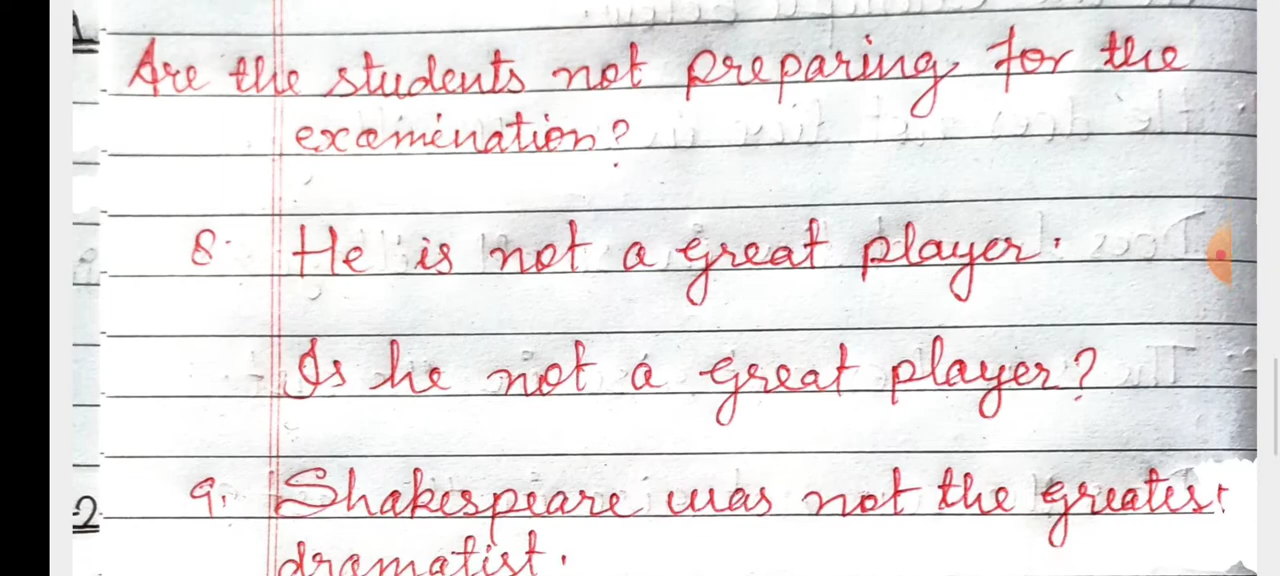 Are the students not preparing for the
examination?
8. He is not a great player.
Is he not a great player?
9. Shakespeare was not the greatest
dramatist.
2